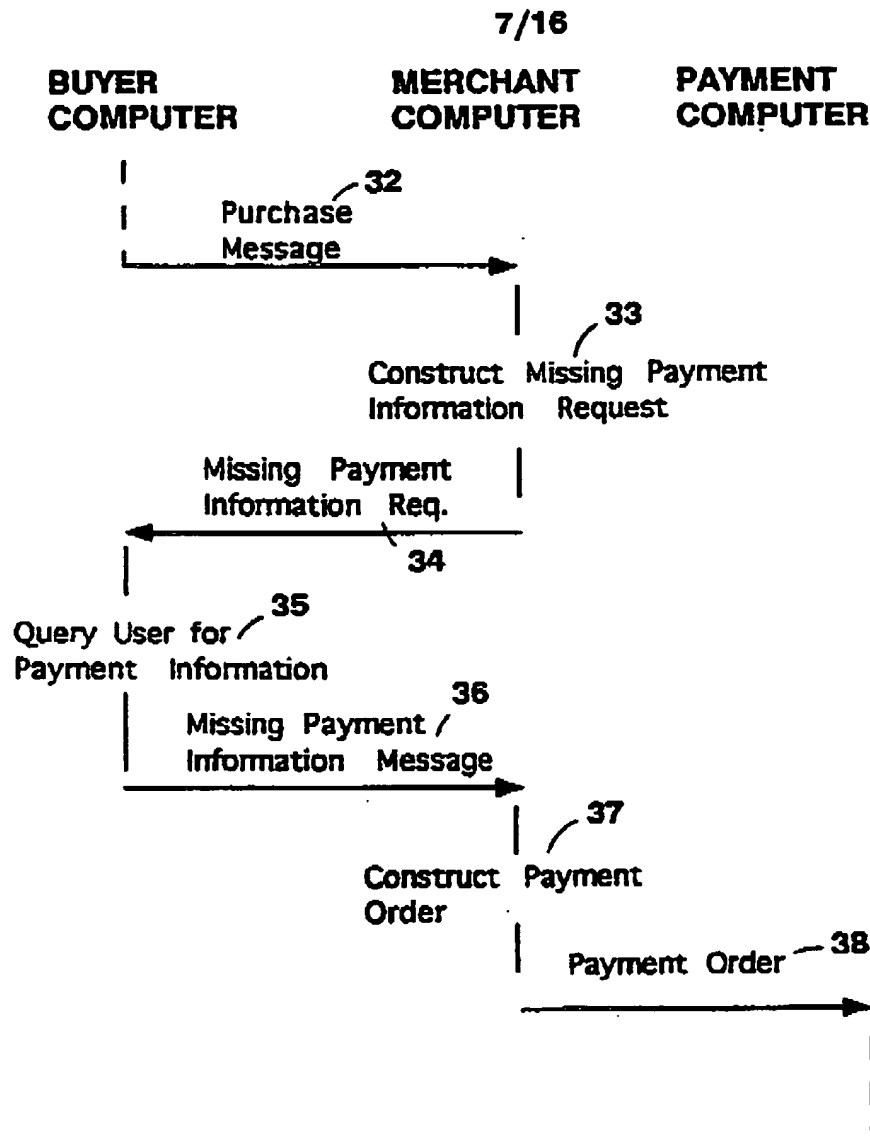 7/16
BUYER
COMPUTER
MERCHANT
COMPUTER
PAYMENT
COMPUTER
32
Purchase
Message
33
Construct Missing Payment
Information Request
Missing Payment
Information Req.
34
35
Query User for
Payment Information
36
Missing Payment
Information Message
37
Construct Payment
Order
38
Payment Order